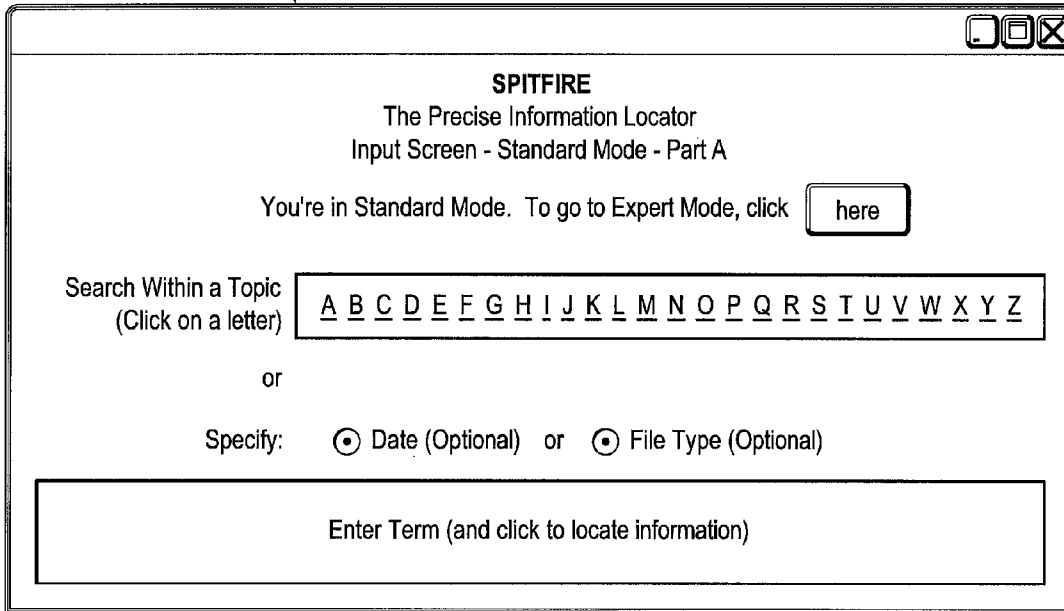 SPITFIRE
The Precise Information Locator
Input Screen - Standard Mode - Part A
You're in Standard Mode. To go to Expert Mode, click here
Search Within a Topic
(Click on a letter) A B C D E F G H I J K L M N O P Q R S T U V W X Y Z
or
Specify: Date (Optional) or File Type (Optional)
Enter Term (and click to locate information)